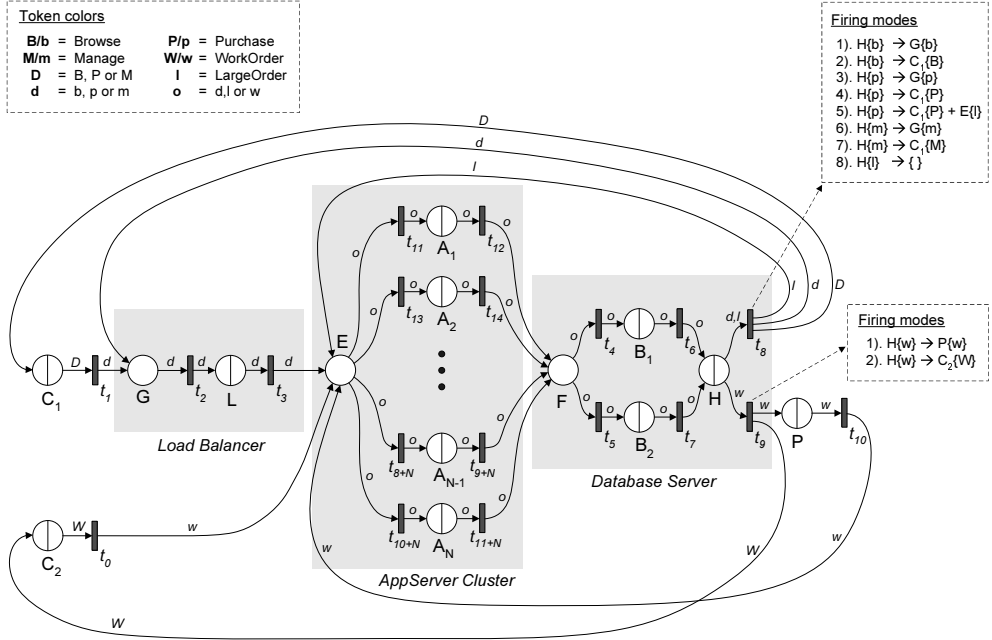 Token colors
B/b = Browse P/p = Purchase
M/m = Manage W/w = WorkOrder
D = B, P or M l = LargeOrder
d = b, p or m o = d,l or w
Firing modes
1). H{b} → G{b}
2). H{b} → C1{B}
3). H{p} → G{p}
4). H{p} → C1{P}
5). H{p} → C1{P} + E{l}
6). H{m} → G{m}
7). H{m} → C1{M}
8). H{l} → { }
D
d
l
o o o
t11 A1 t12
o
o o o
t13 A2 t14
o
l d D
E
o o o d,l
t4 B1 t6 t8
Firing modes
1). H{w} → P{w}
2). H{w} → C2{W}
D d d d d
C1 t1 G t2 L t3
F H
o o o w w w
t5 B2 t7 t9 P t10
Load Balancer
o o o o
t8+N AN-1 t9+N
Database Server
o o o o
t10+N AN t11+N
W w
C2 t0
w W w
AppServer Cluster
W